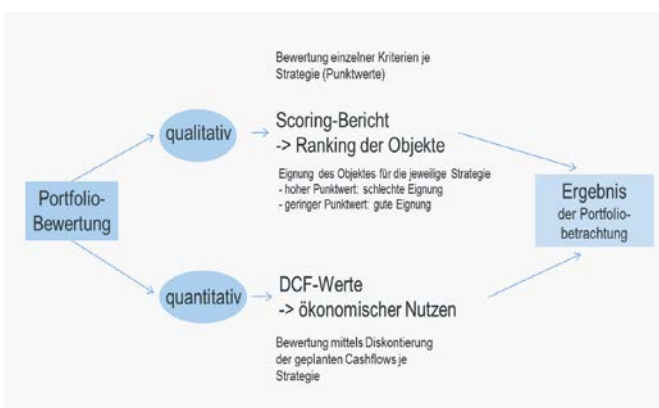 Portfolio-
Bewertung
qualitativ
Bewertung einzelner Kriterien je
Strategie (Punktwerte)
Scoring-Bericht
-> Ranking der Objekte
Eignung des Objektes für die jeweilige Strategie
- hoher Punktwert: schlechte Eignung
- geringer Punktwert: gute Eignung
quantitativ
DCF-Werte
-> ökonomischer Nutzen
Bewertung mittels Diskontierung
der geplanten Cashflows je
Strategie
Ergebnis
der Portfolio-
betrachtung